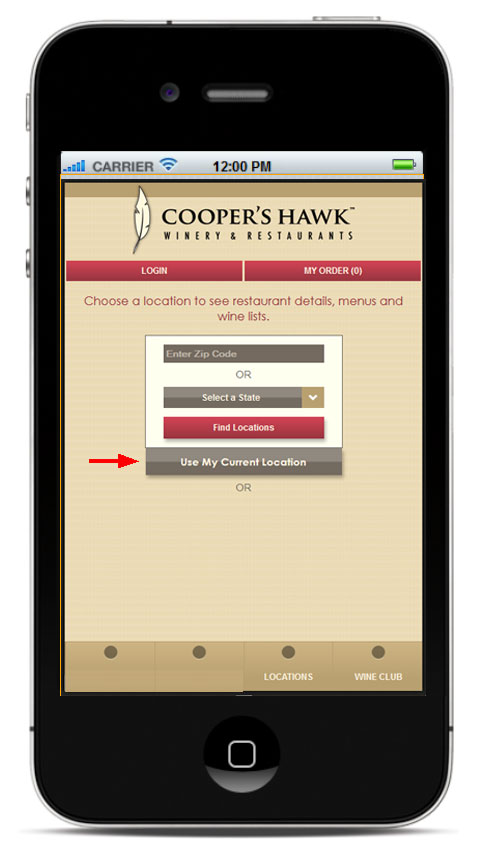 CARRIER 12:00 PM
COOPER'S HAWK™
WINERY & RESTAURANTS
LOGIN MY ORDER (0)
Choose a location to see restaurant details, menus and
wine lists.
Enter Zip Code
OR
Select a State
Find Locations
Use My Current Location
OR
LOCATIONS WINE CLUB